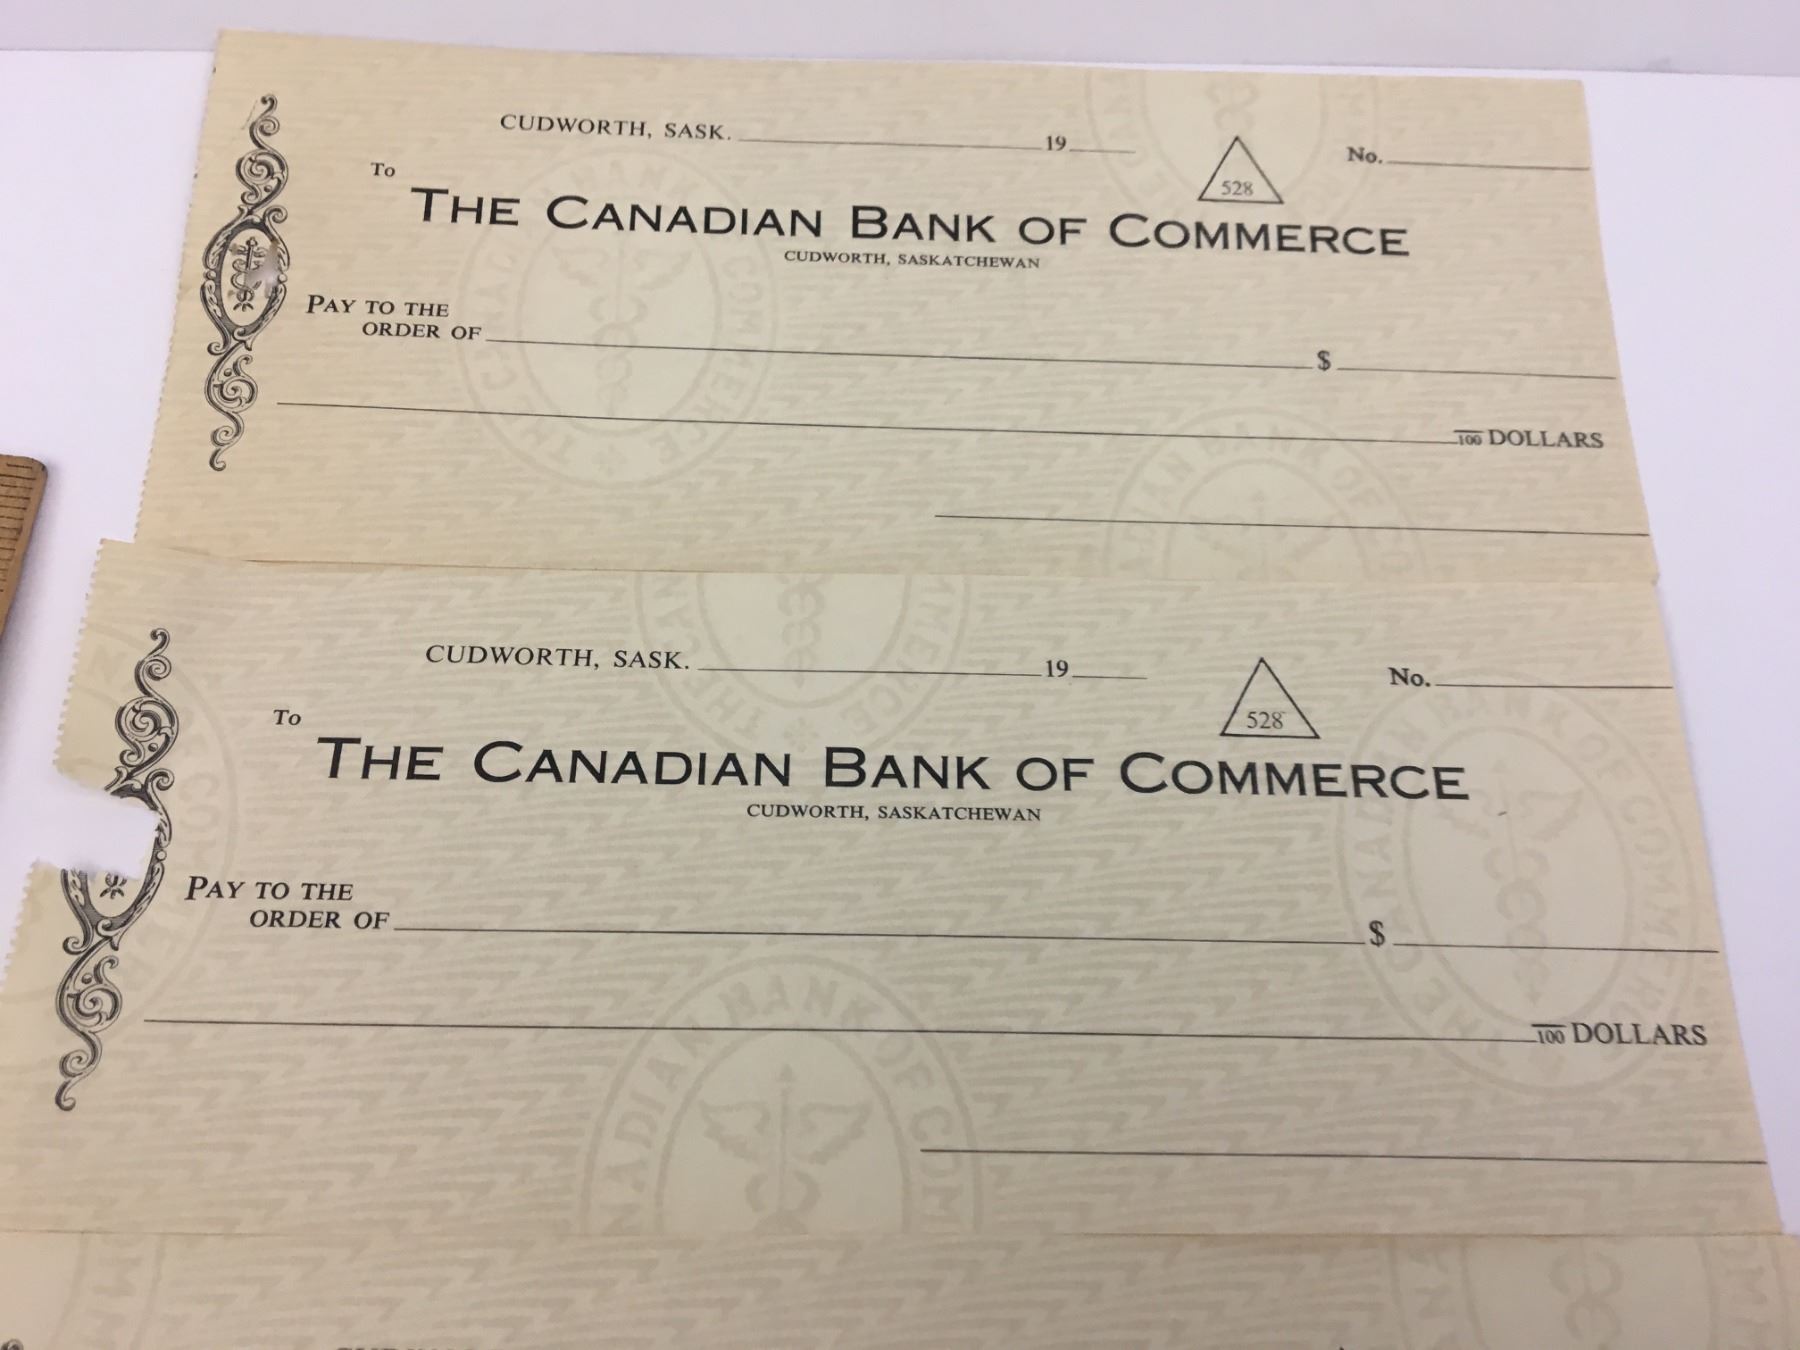 CUDWORTH, SASK. 19 No.
528
To
THE CANADIAN BANK OF COMMERCE
CUDWORTH, SASKATCHEWAN
PAY TO THE
ORDER OF $
100 DOLLARS
CUDWORTH, SASK. 19 No.
528
To
THE CANADIAN BANK OF COMMERCE
CUDWORTH, SASKATCHEWAN
PAY TO THE
ORDER OF $
100 DOLLARS